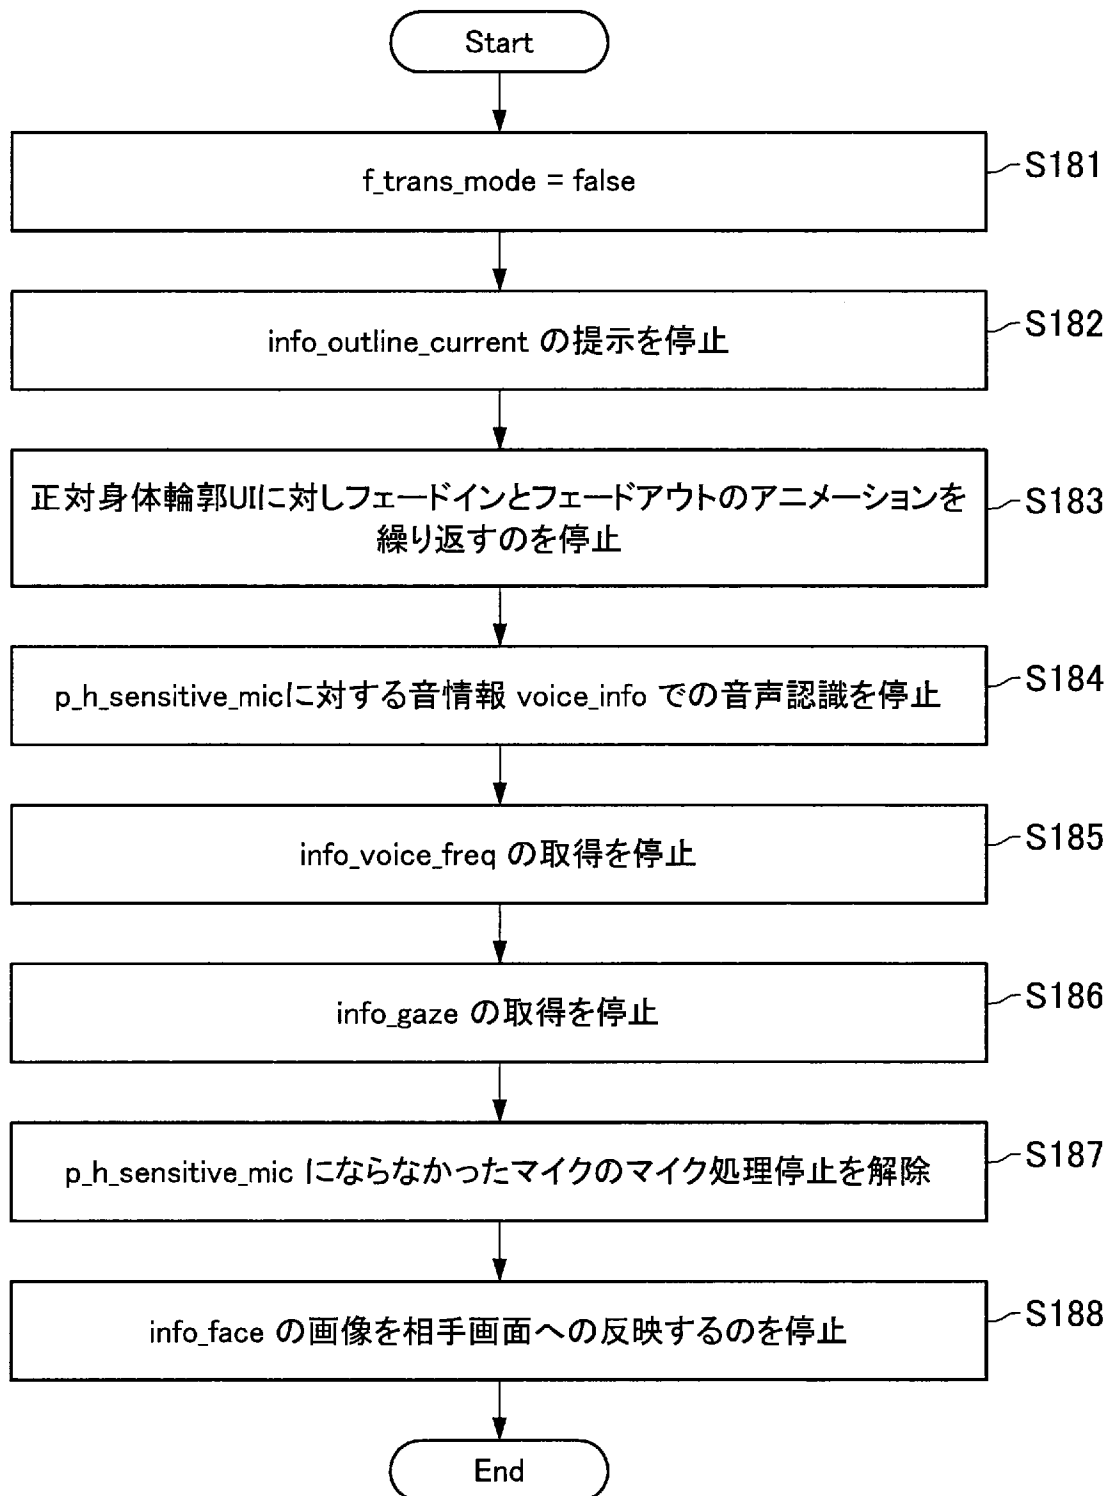 Start
f_trans_mode = false
S181
info_outline_current の提示を停止
S182
正対身体輪郭UIに対しフェードインとフェードアウトのアニメーションを
繰り返すのを停止
S183
p_h_sensitive_micに対する音情報 voice_info での音声認識を停止
S184
info_voice_freq の取得を停止
S185
info_gaze の取得を停止
S186
p_h_sensitive_mic にならなかったマイクのマイク処理停止を解除
S187
info_face の画像を相手画面への反映するのを停止
S188
End